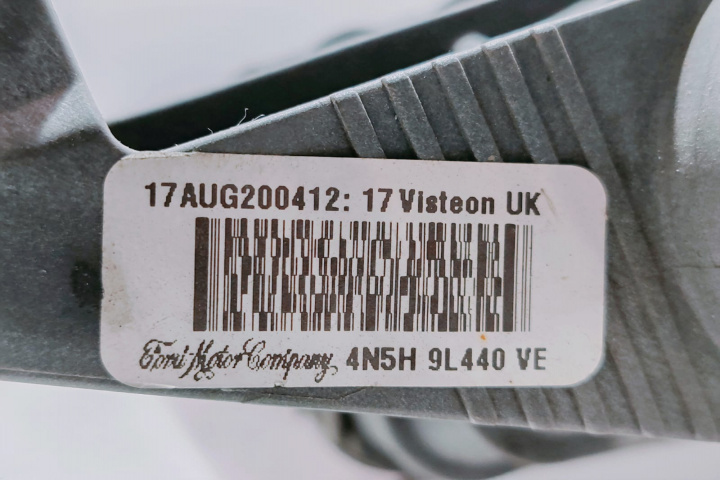 17AUG200412: 17 Visteon UK
Ford Motor Company, 4N5H 9L440 VE